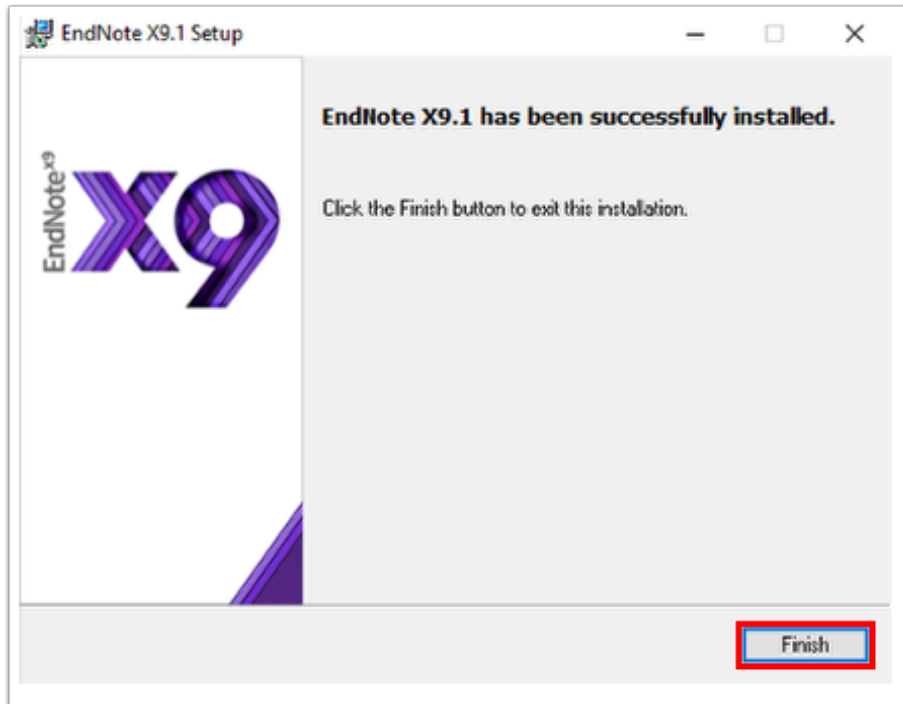 EndNote X9.1 Setup
EndNote X9.1 has been successfully installed.
Click the Finish button to exit this installation.
EndNote x9
X9
Finish